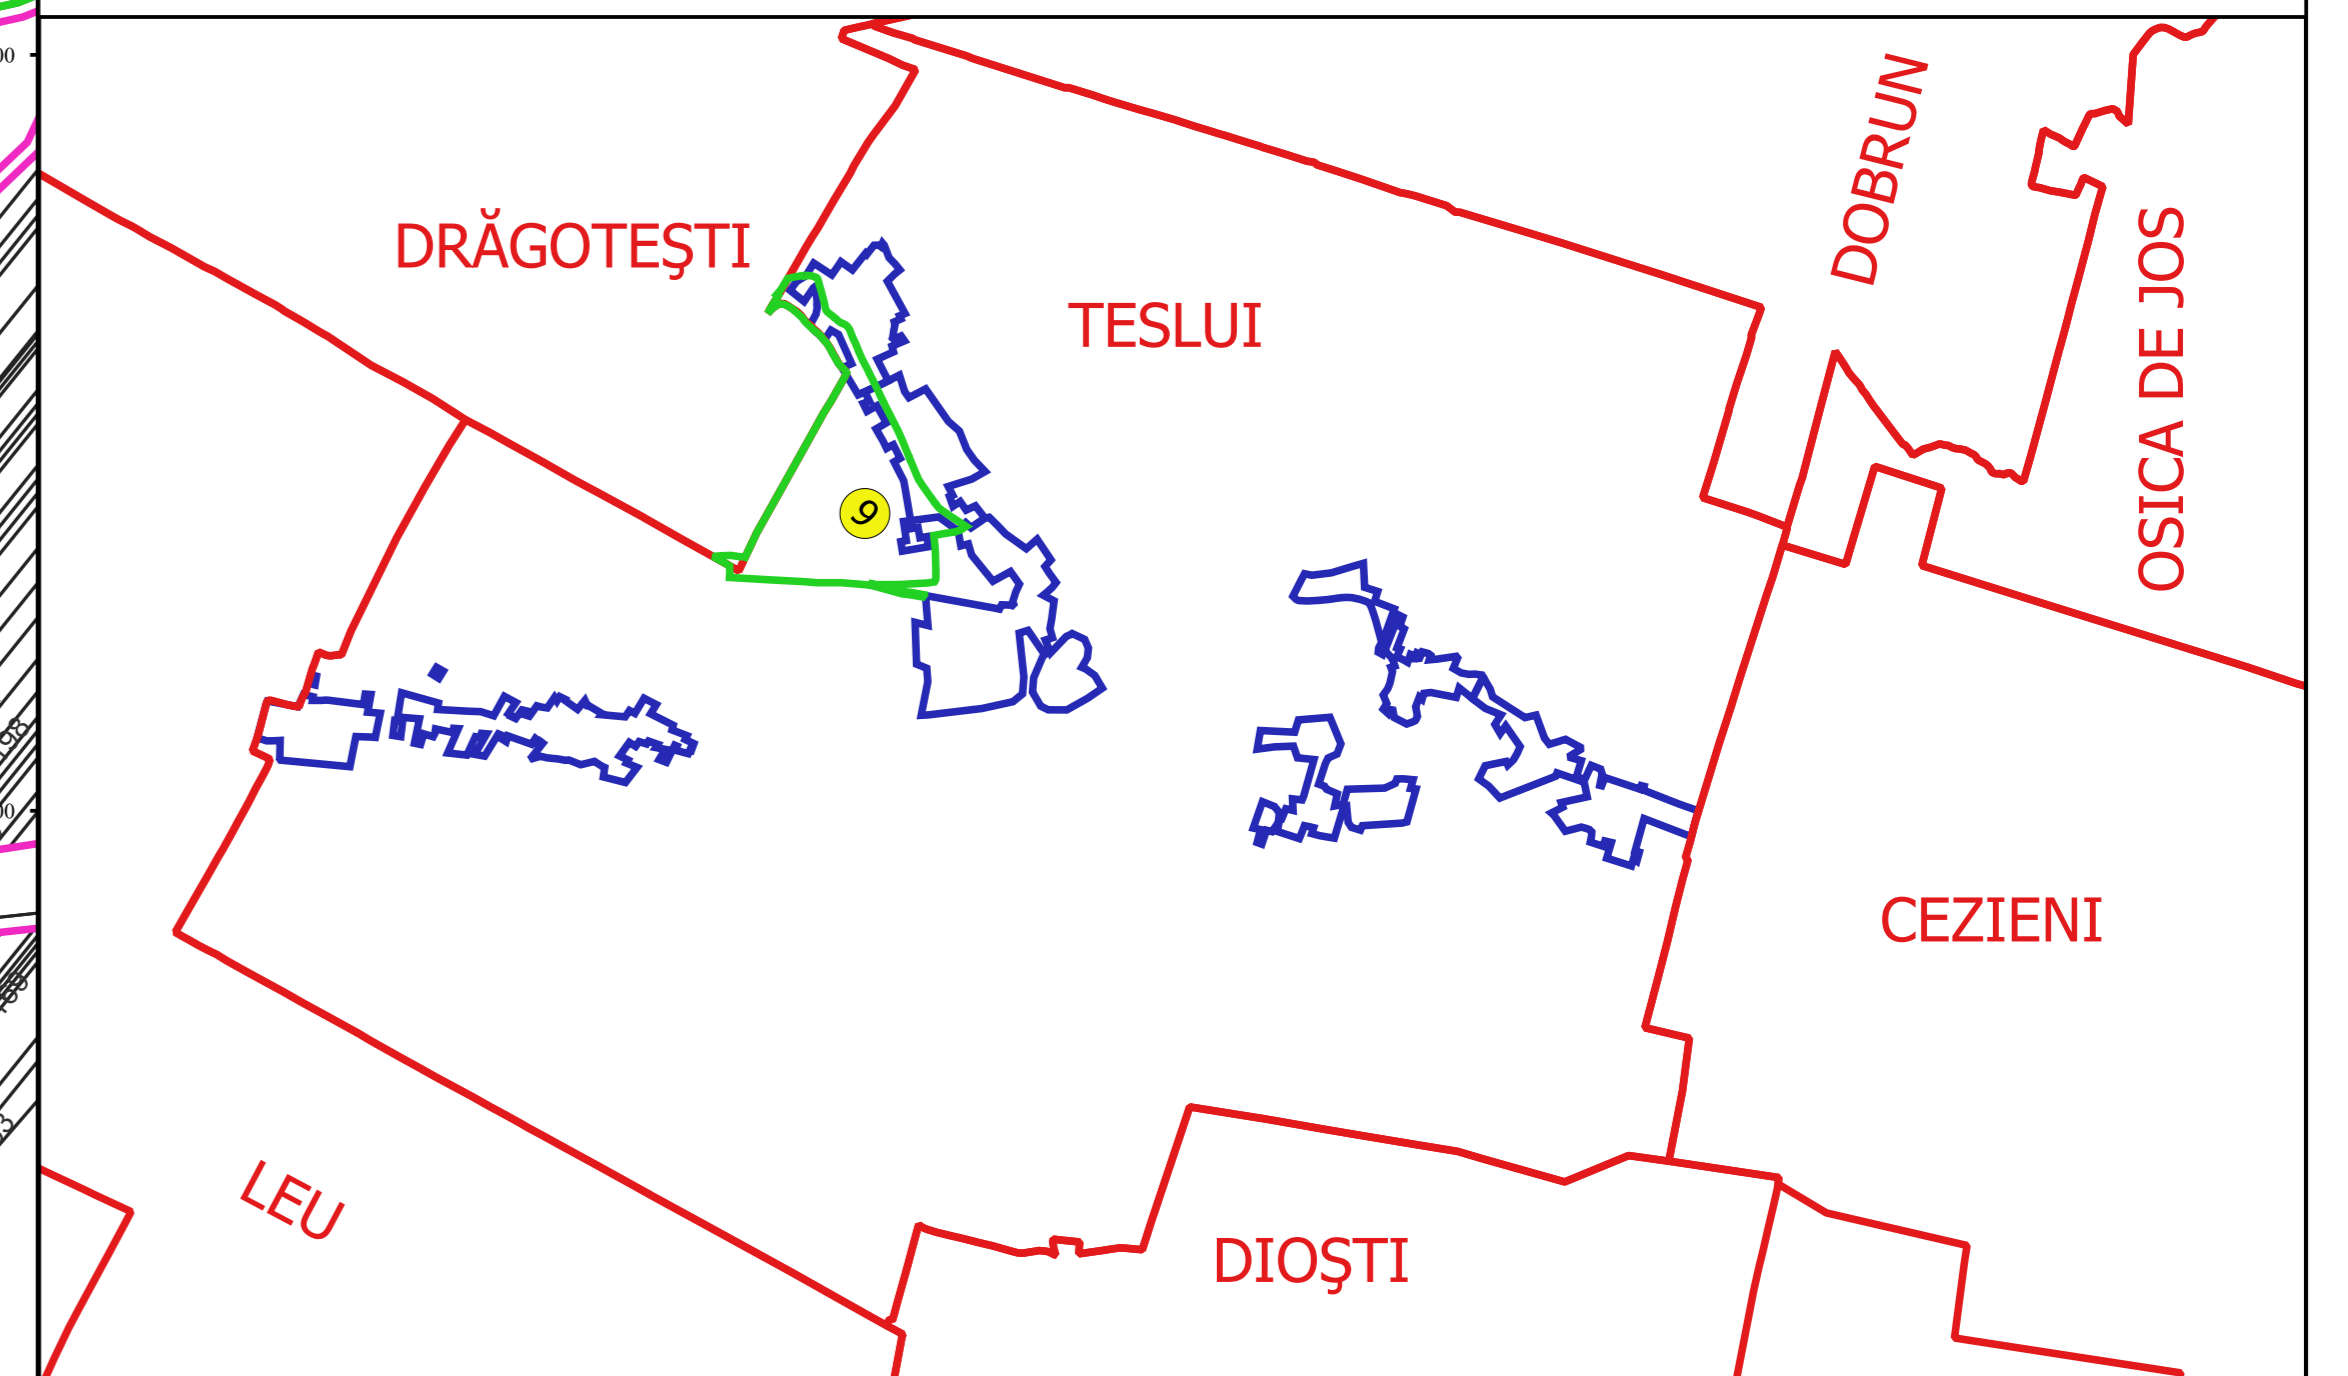 DOBRUN
DRĂGOTEŞTI
TESLUI
OSICA DE JOS
9
CEZIENI
LEU
DIOŞTI